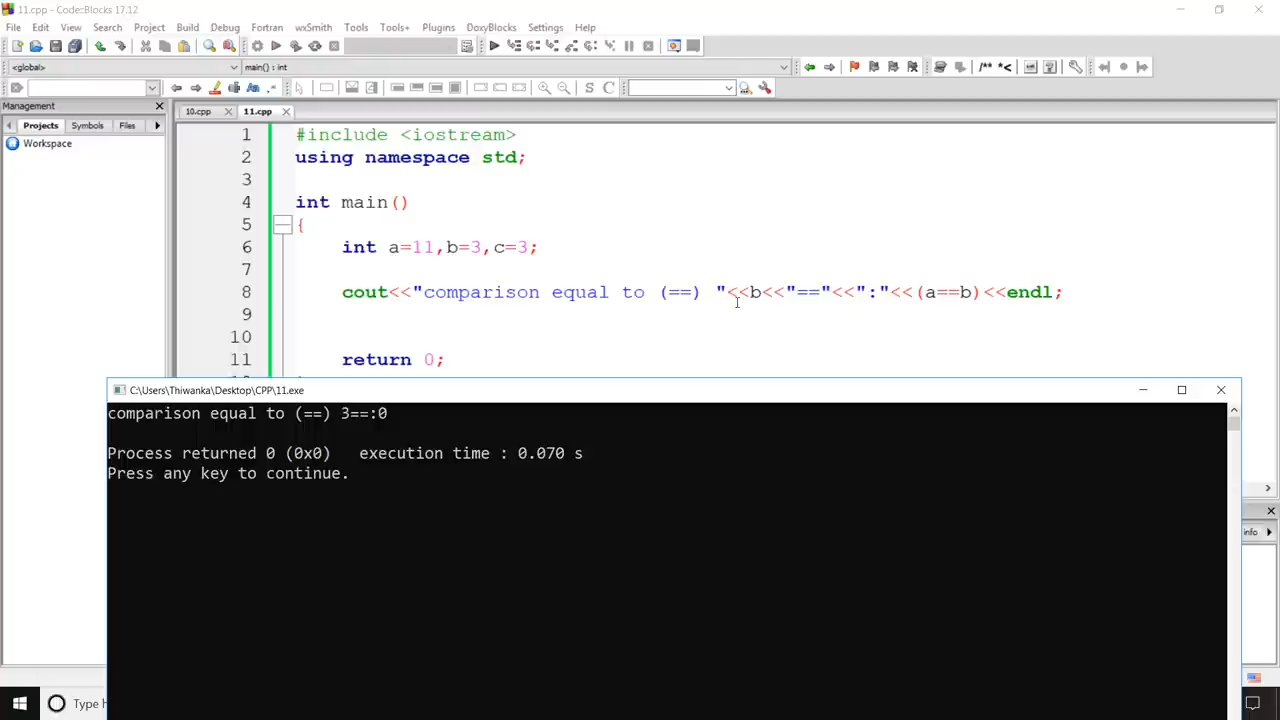 11.cpp - Code::Blocks 17.12
File Edit View Search Project Build Debug Fortran wxSmith Tools Tools+ Plugins DoxyBlocks Settings Help
<global> main() : int
Management
10.cpp 11.cpp
Projects Symbols Files
Workspace
1 #include <iostream>
2 using namespace std;
3
4 int main()
5 {
6 int a=11,b=3,c=3;
7
8 cout<<"comparison equal to (==) "<<b<<"=="<<":"<<(a==b)<<endl;
9
10
11 return 0;
C:\Users\Thiwanka\Desktop\CPP\11.exe
comparison equal to (==) 3==:0
Process returned 0 (0x0) execution time : 0.070 s
Press any key to continue.
info
Type